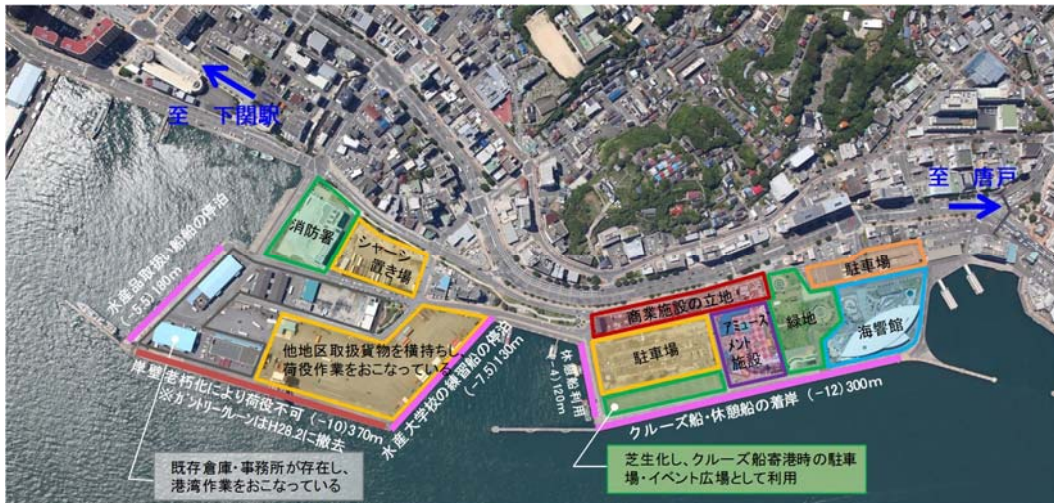 至 下関駅
至 唐戸
消防署
シャーシ
置き場
水産品取扱い船舶の停泊
(-5.5)190m
他地区取扱貨物を横持ちし、
荷役作業をおこなっている
岸壁老朽化により荷役不可 (-10)370m
※ガントリークレーンはH28.2に撤去
水産大学校の練習船の停泊
(-7.5)130m
既存倉庫・事務所が存在し、
港湾作業をおこなっている
休憩船利用
(-4)120m
商業施設の立地
駐車場
アミューズ
メント
施設
緑地
駐車場
海響館
クルーズ船・休憩船の着岸 (-12)300m
芝生化し、クルーズ船寄港時の駐車
場・イベント広場として利用